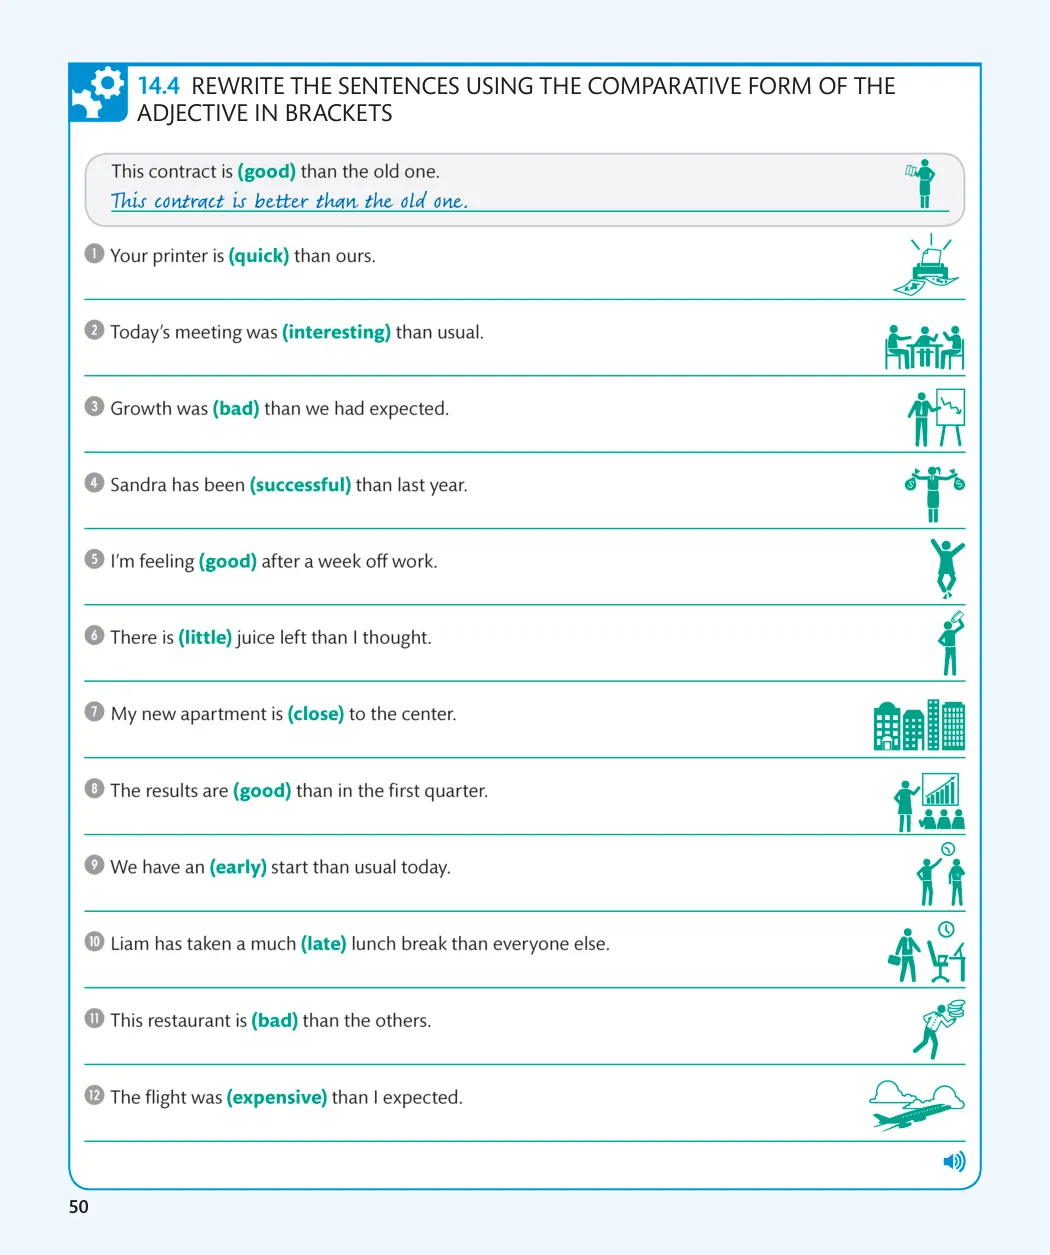 14.4 REWRITE THE SENTENCES USING THE COMPARATIVE FORM OF THE
ADJECTIVE IN BRACKETS
This contract is (good) than the old one.
This contract is better than the old one.
1 Your printer is (quick) than ours.
2 Today's meeting was (interesting) than usual.
3 Growth was (bad) than we had expected.
4 Sandra has been (successful) than last year.
5 I'm feeling (good) after a week off work.
6 There is (little) juice left than I thought.
7 My new apartment is (close) to the center.
8 The results are (good) than in the first quarter.
9 We have an (early) start than usual today.
10 Liam has taken a much (late) lunch break than everyone else.
11 This restaurant is (bad) than the others.
12 The flight was (expensive) than I expected.
50